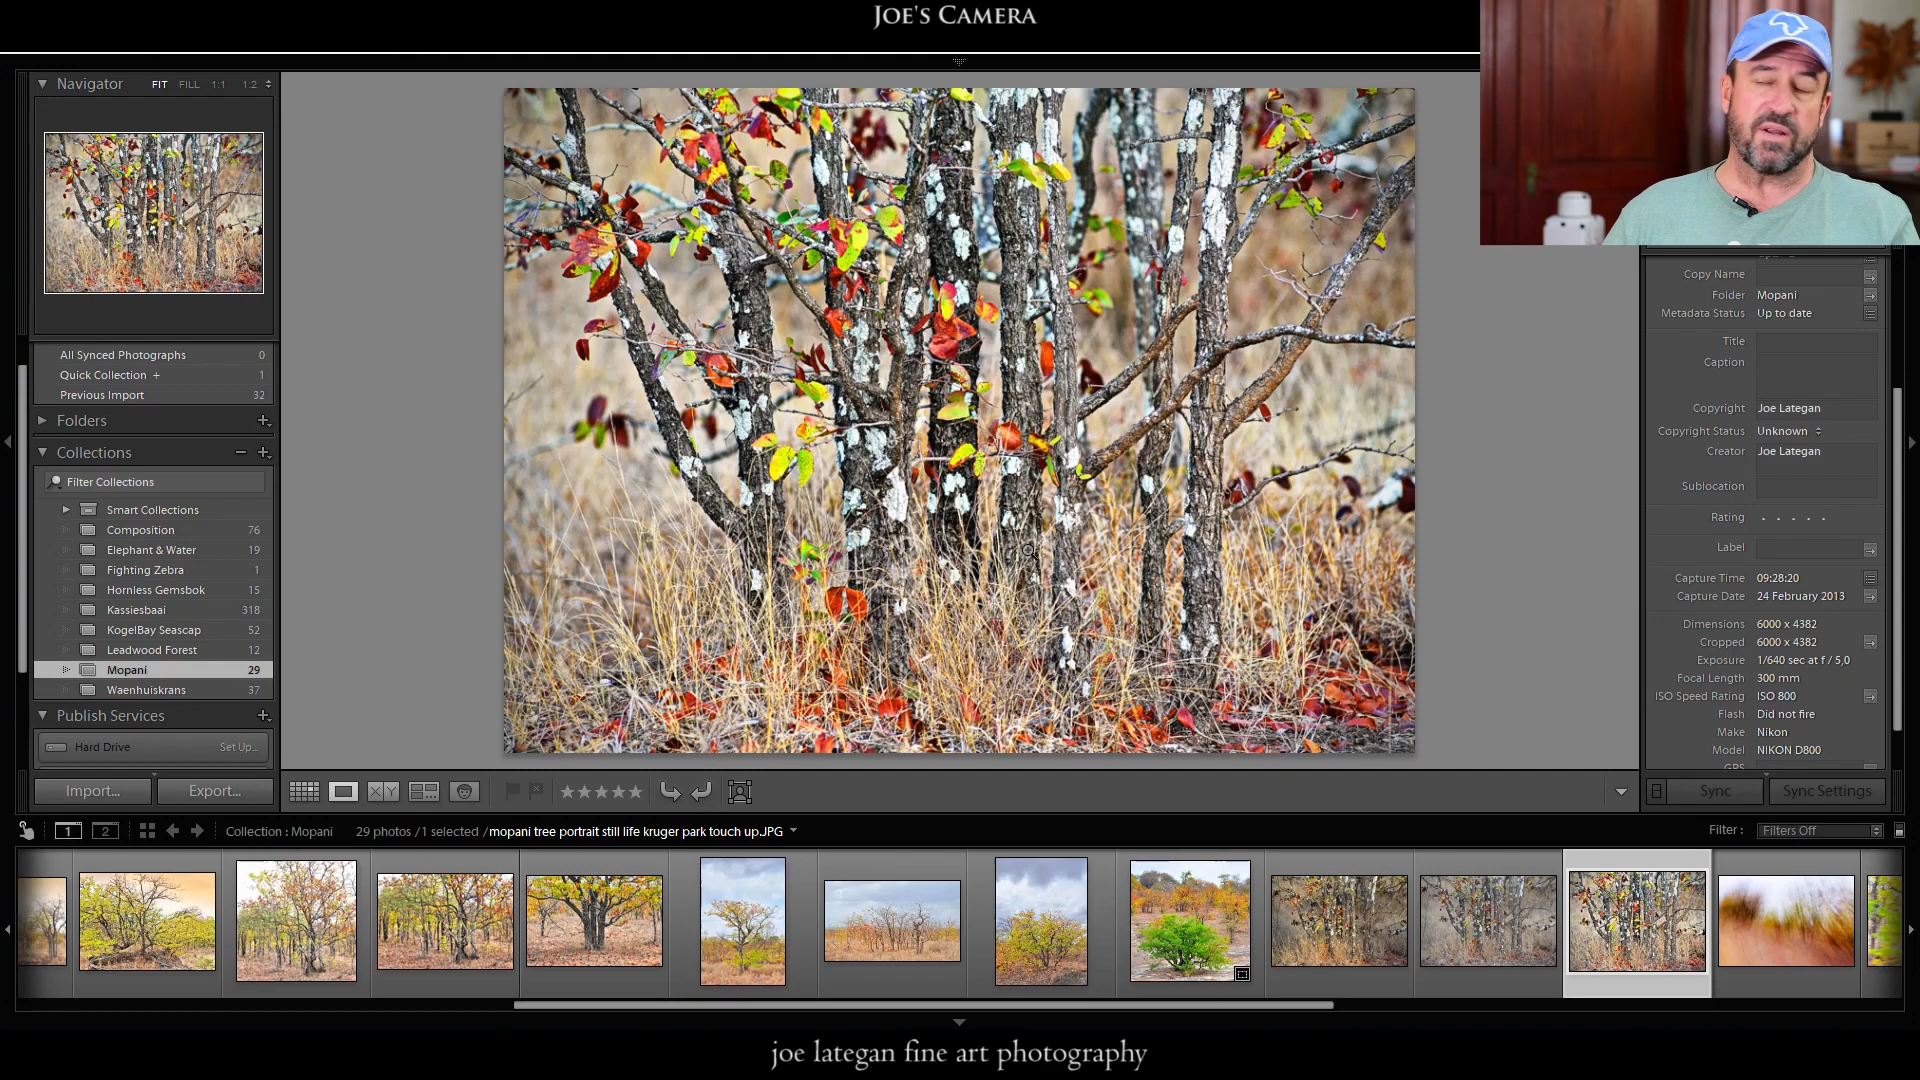 Joe's Camera
Navigator FIT FILL 1:1 1:2
All Synced Photographs 0
Quick Collection + 1
Previous Import 32
Folders
Collections
Filter Collections
Smart Collections
Composition 76
Elephant & Water 19
Fighting Zebra 1
Hornless Gemsbok 15
Kassiesbaai 318
KogelBay Seascap 52
Leadwood Forest 12
Mopani 29
Waenhuiskrans 37
Publish Services
Hard Drive Set Up...
Import... Export...
Copy Name
Folder Mopani
Metadata Status Up to date
Title
Caption
Copyright Joe Lategan
Copyright Status Unknown
Creator Joe Lategan
Sublocation
Rating
Label
Capture Time 09:28:20
Capture Date 24 February 2013
Dimensions 6000 x 4382
Cropped 6000 x 4382
Exposure 1/640 sec at f / 5,0
Focal Length 300 mm
ISO Speed Rating ISO 800
Flash Did not fire
Make Nikon
Model NIKON D800
X Y
Sync Sync Settings
1 2 Collection : Mopani 29 photos /1 selected /mopani tree portrait still life kruger park touch up.JPG Filter : Filters Off
joe lategan fine art photography